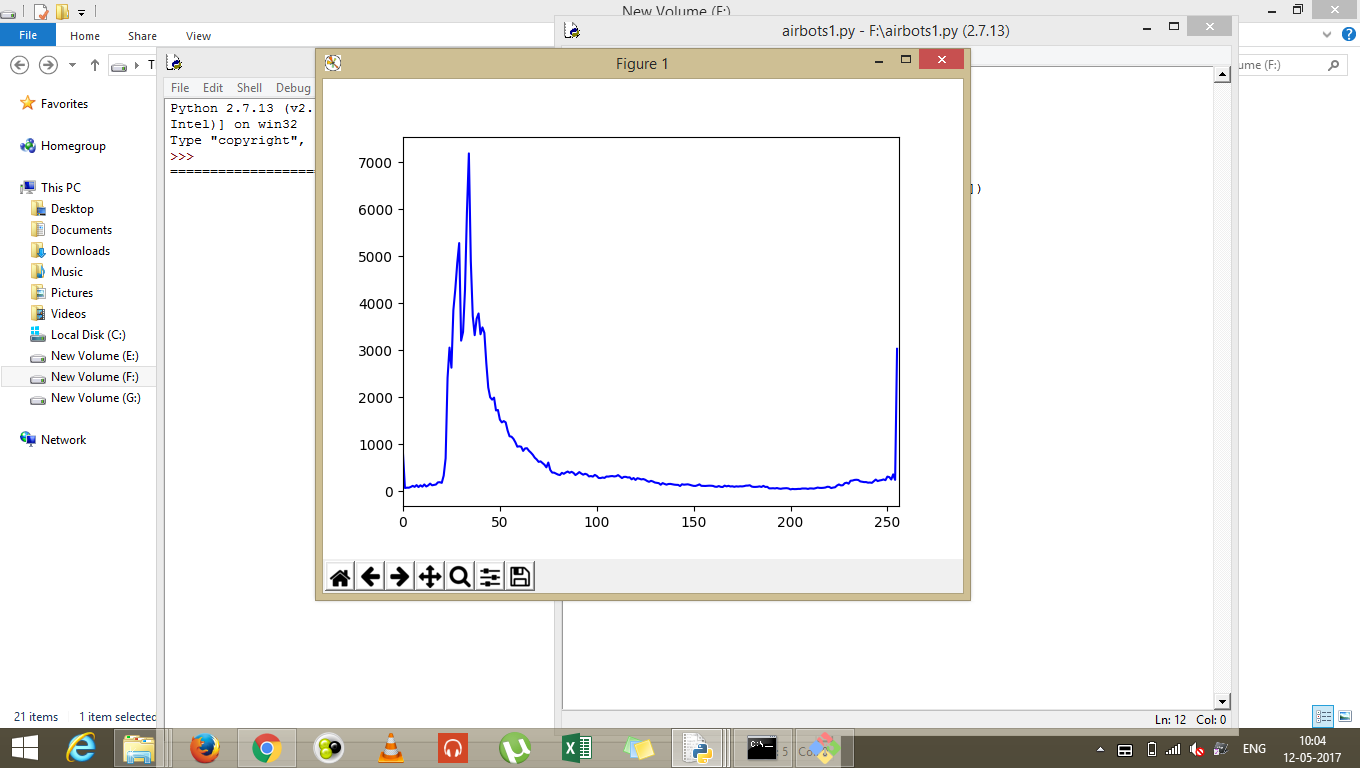 New Volume (F:)
File
Home
Share
View
airbots1.py - F:\airbots1.py (2.7.13)
T
ume (F:)
Favorites
Homegroup
This PC
Desktop
Documents
Downloads
Music
Pictures
Videos
Local Disk (C:)
New Volume (E:)
New Volume (F:)
New Volume (G:)
Network
21 items 1 item selected
File Edit Shell Debug
Python 2.7.13 (v2.
Intel)] on win32
Type "copyright",
>>>
===================
])
Figure 1
7000
6000
5000
4000
3000
2000
1000
0
0 50 100 150 200 250
Ln: 12 Col: 0
C:\
5
ENG
10:04
12-05-2017